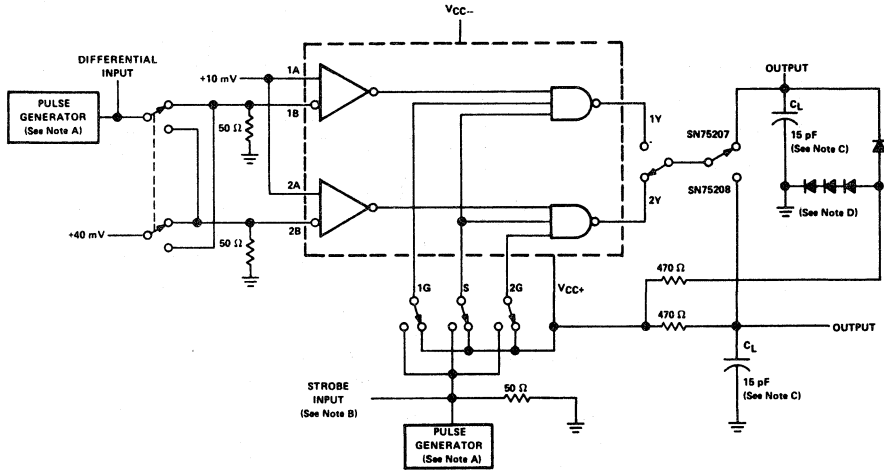 VCC--
DIFFERENTIAL
INPUT
+10 mV
1A
1B
PULSE
GENERATOR
(See Note A)
50 Ω
+40 mV
50 Ω
2A
2B
1Y
2Y
SN75207
SN75208
OUTPUT
CL
15 pF
(See Note C)
(See Note D)
1G
S
2G
VCC+
470 Ω
470 Ω
OUTPUT
CL
15 pF
(See Note C)
STROBE
INPUT
(See Note B)
50 Ω
PULSE
GENERATOR
(See Note A)